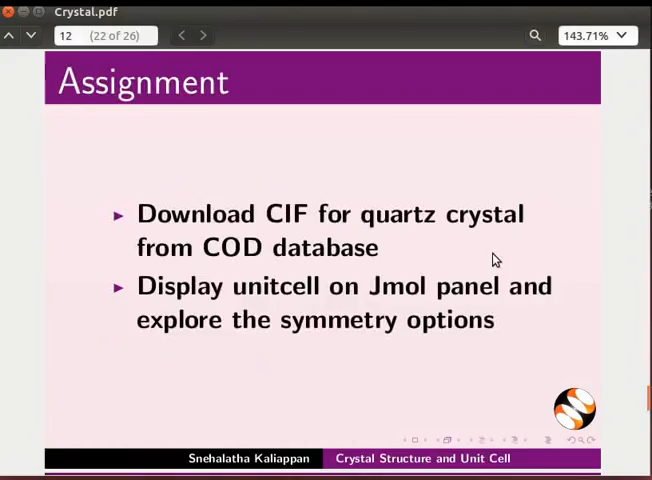 Crystal.pdf
12 (22 of 26) 143.71%
Assignment
Download CIF for quartz crystal
from COD database
Display unitcell on Jmol panel and
explore the symmetry options
Snehalatha Kaliappan Crystal Structure and Unit Cell